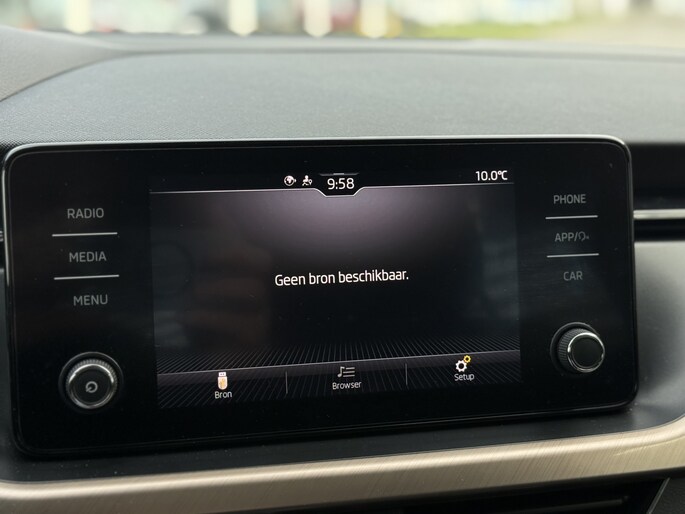 9:58
10.0°C
RADIO
MEDIA
MENU
Geen bron beschikbaar.
PHONE
APP/
CAR
Bron
Browser
Setup